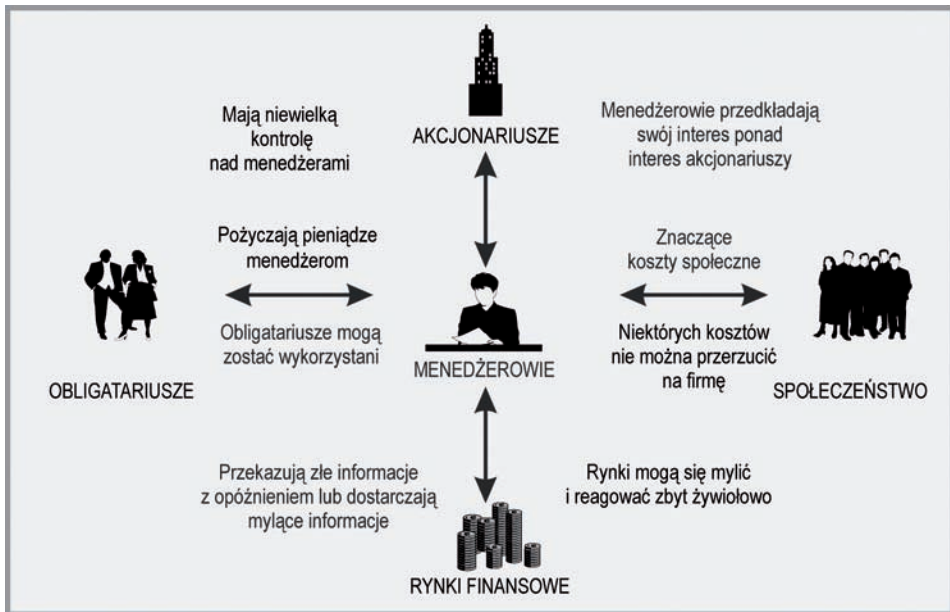 AKCJONARIUSZE
Mają niewielką
kontrolę
nad menedżerami
Menedżerowie przedkładają
swój interes ponad
interes akcjonariuszy
Pożyczają pieniądze
menedżerom
Obligatariusze mogą
zostać wykorzystani
OBLIGATARIUSZE
MENEDŻEROWIE
Znaczące
koszty społeczne
Niektórych kosztów
nie można przerzucić
na firmę
SPOŁECZEŃSTWO
Przekazują złe informacje
z opóźnieniem lub dostarczają
mylące informacje
Rynki mogą się mylić
i reagować zbyt żywiołowo
RYNKI FINANSOWE